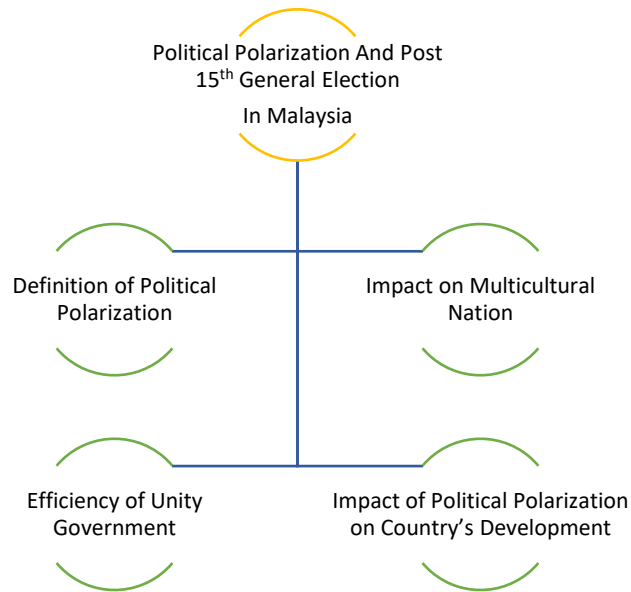 Political Polarization And Post
15th General Election
In Malaysia
Definition of Political
Polarization
Impact on Multicultural
Nation
Efficiency of Unity
Government
Impact of Political Polarization
on Country's Development